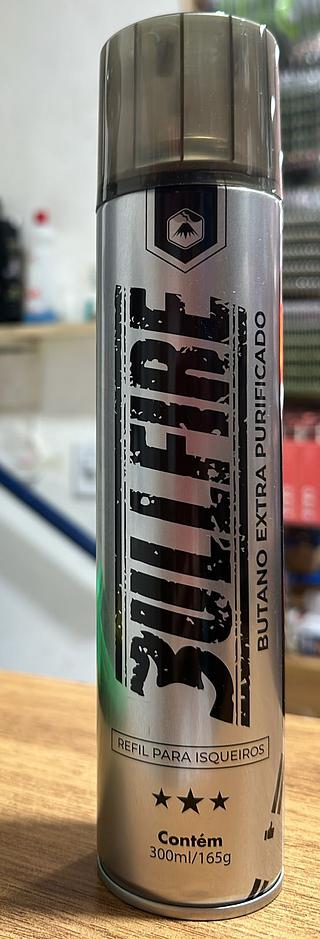 BULLFIRE
BUTANO EXTRA PURIFICADO
REFIL PARA ISQUEIROS
Contém
300ml/165g